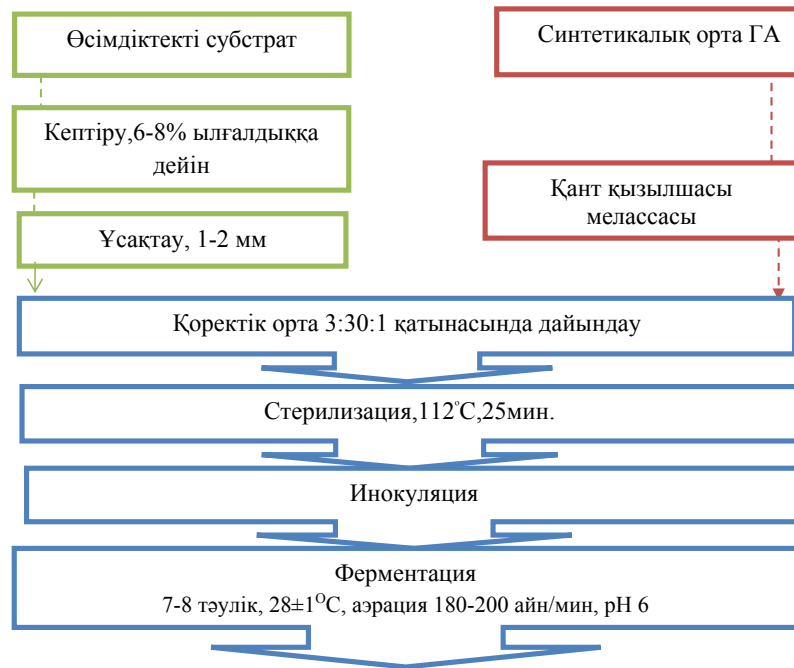 Өсімдіктекті субстрат
Синтетикалық орта ГА
Кептіру,6-8% ылғалдыққа
дейін
Қант қызылшасы
мелассасы
Ұсақтау, 1-2 мм
Қоректік орта 3:30:1 қатынасында дайындау
Стерилизация,112°С,25мин.
Инокуляция
Ферментация
7-8 тәулік, 28±1ᴼС, аэрация 180-200 айн/мин, рН 6